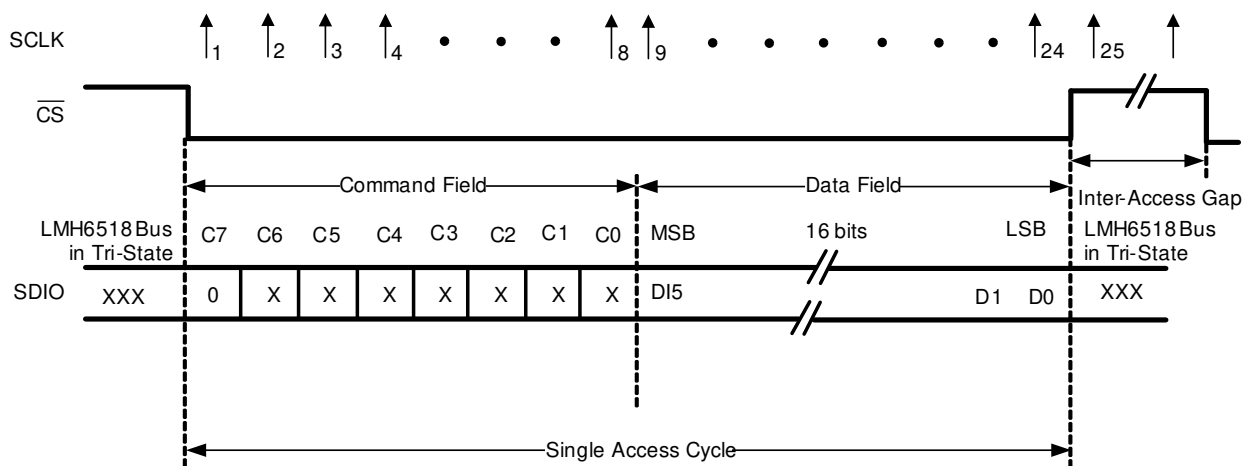 SCLK 1 2 3 4 8 9 24 25
CS
Command Field Data Field
Inter-Access Gap
LMH6518 Bus
in Tri-State
C7 C6 C5 C4 C3 C2 C1 C0 MSB 16 bits LSB
LMH6518 Bus
in Tri-State
SDIO XXX 0 X X X X X X X DI5 D1 D0 XXX
Single Access Cycle